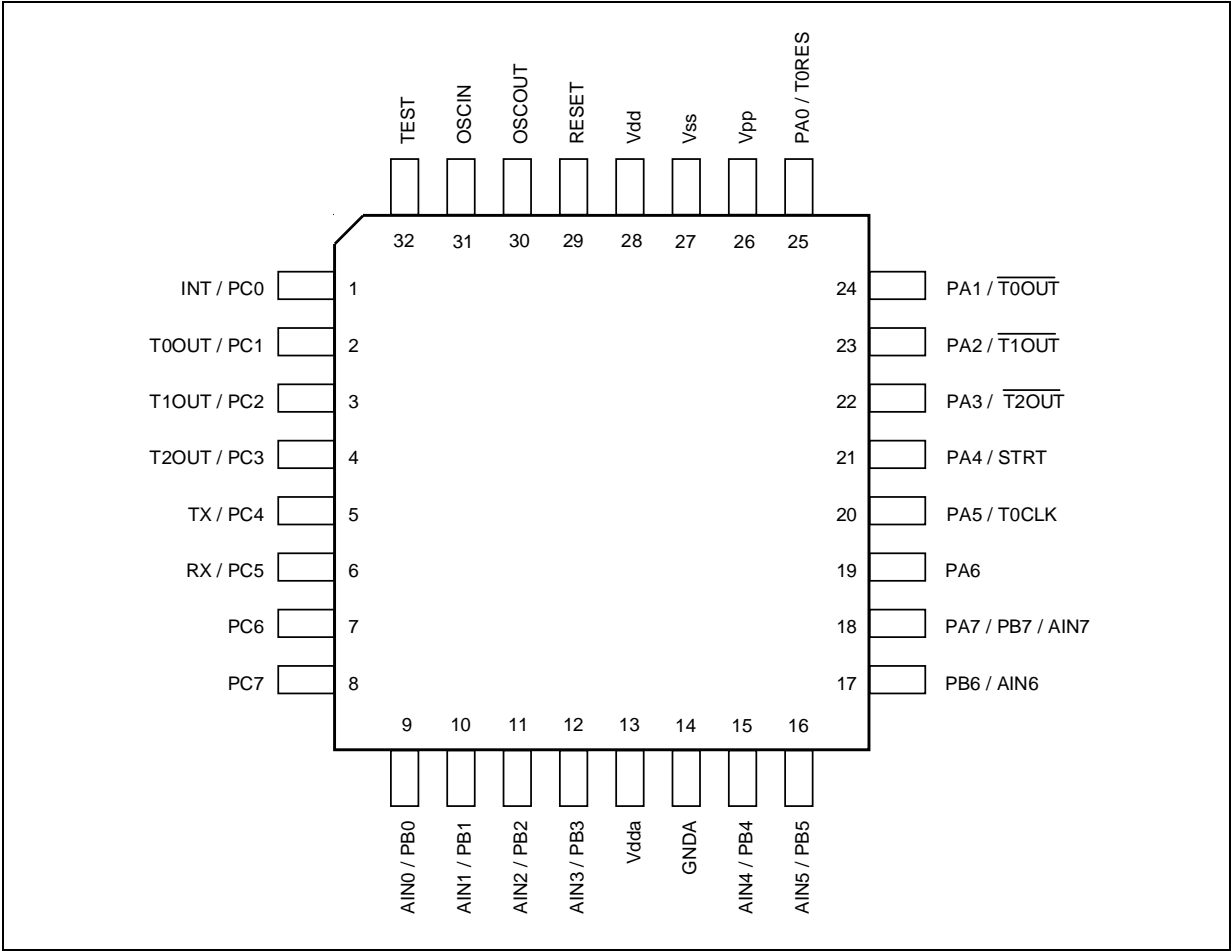 TEST
OSCIN
OSCOUT
RESET
Vdd
Vss
Vpp
PA0 / T0RES
32 31 30 29 28 27 26 25
INT / PC0 1 24 PA1 / T̅0̅O̅U̅T̅
T0OUT / PC1 2 23 PA2 / T̅1̅O̅U̅T̅
T1OUT / PC2 3 22 PA3 / T̅2̅O̅U̅T̅
T2OUT / PC3 4 21 PA4 / STRT
TX / PC4 5 20 PA5 / T0CLK
RX / PC5 6 19 PA6
PC6 7 18 PA7 / PB7 / AIN7
PC7 8 17 PB6 / AIN6
9 10 11 12 13 14 15 16
AIN0 / PB0
AIN1 / PB1
AIN2 / PB2
AIN3 / PB3
Vdda
GNDA
AIN4 / PB4
AIN5 / PB5